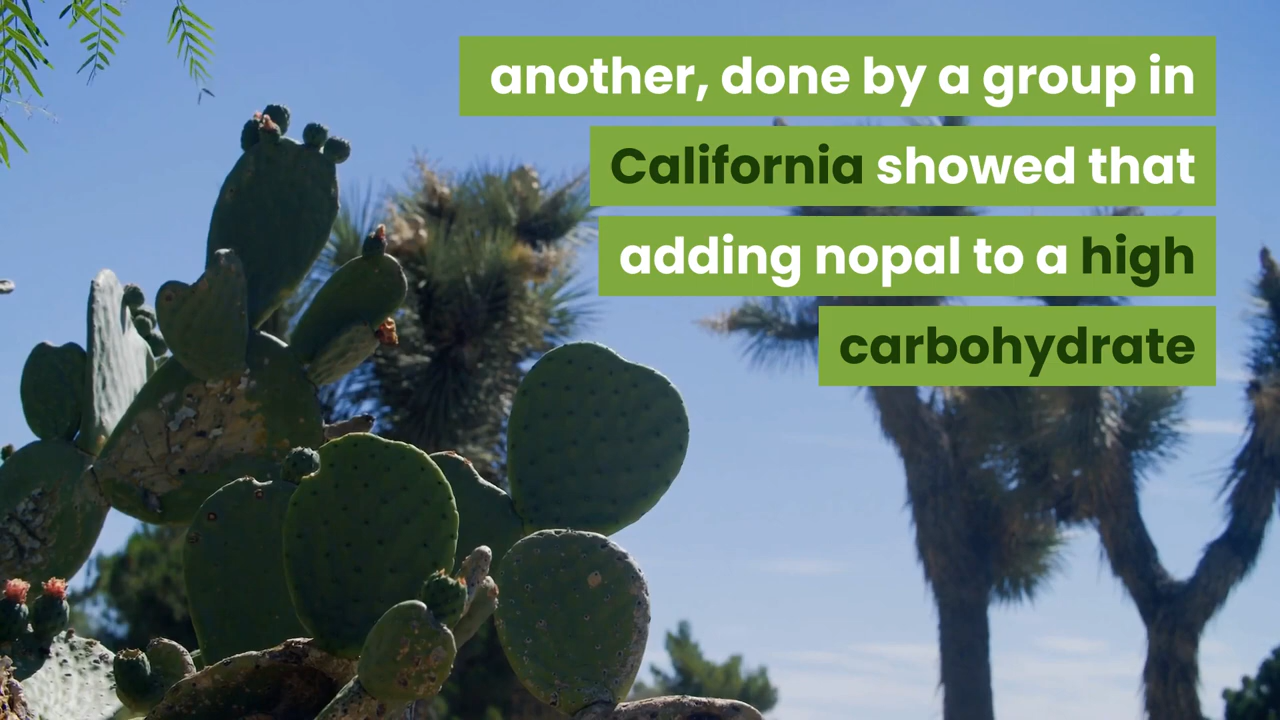 another, done by a group in
California showed that
adding nopal to a high
carbohydrate